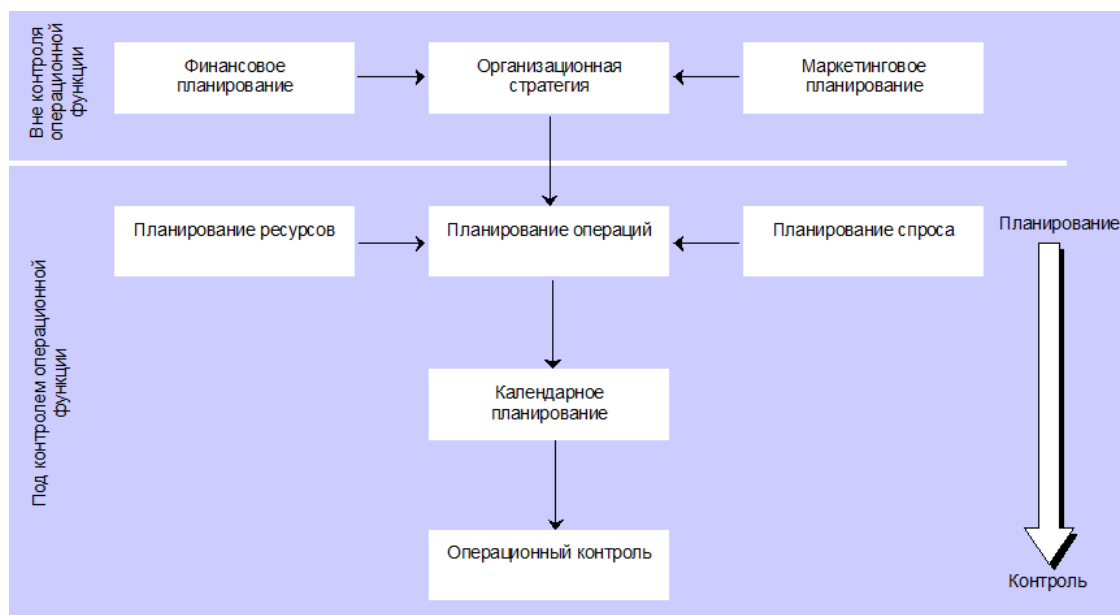 Вне контроля
операционной
функции
Финансовое
планирование
Организационная
стратегия
Маркетинговое
планирование
Под контролем операционной
функции
Планирование ресурсов
Планирование операций
Планирование спроса
Планирование
Календарное
планирование
Операционный контроль
Контроль